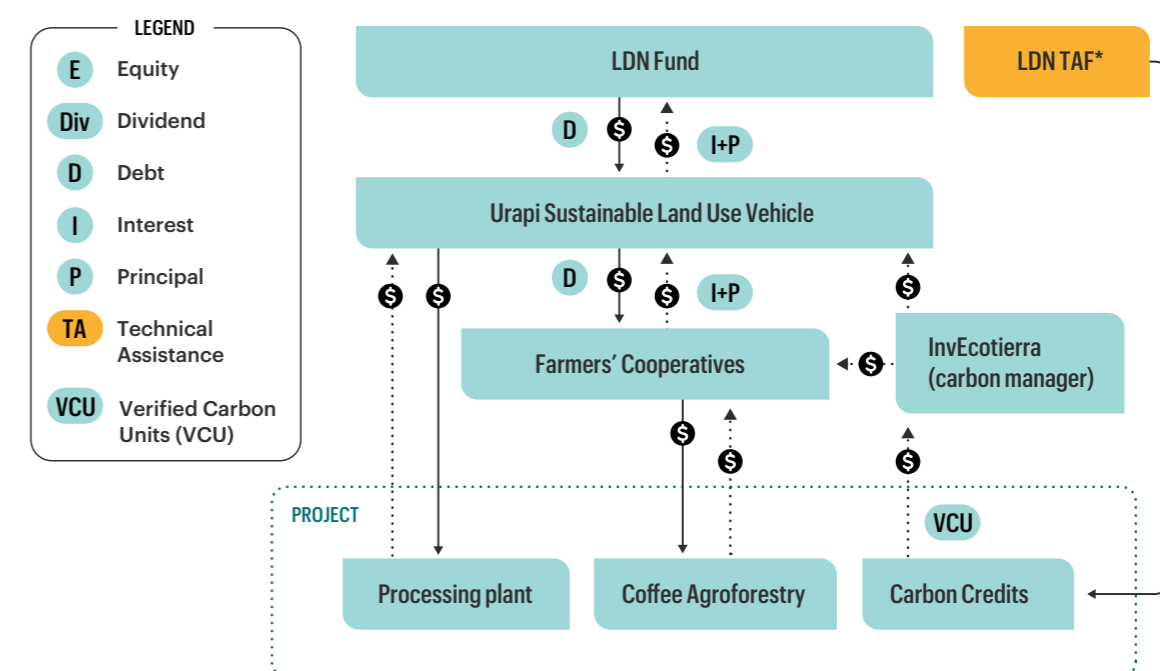 LEGEND
E Equity
Div Dividend
D Debt
I Interest
P Principal
TA Technical
Assistance
VCU Verified Carbon
Units (VCU)
LDN Fund
LDN TAF*
D $ $ I+P
Urapi Sustainable Land Use Vehicle
$ $ D $ $ I+P $
Farmers' Cooperatives
$
InvEcotierra
(carbon manager)
$ $ $
PROJECT
VCU
Processing plant
Coffee Agroforestry
Carbon Credits